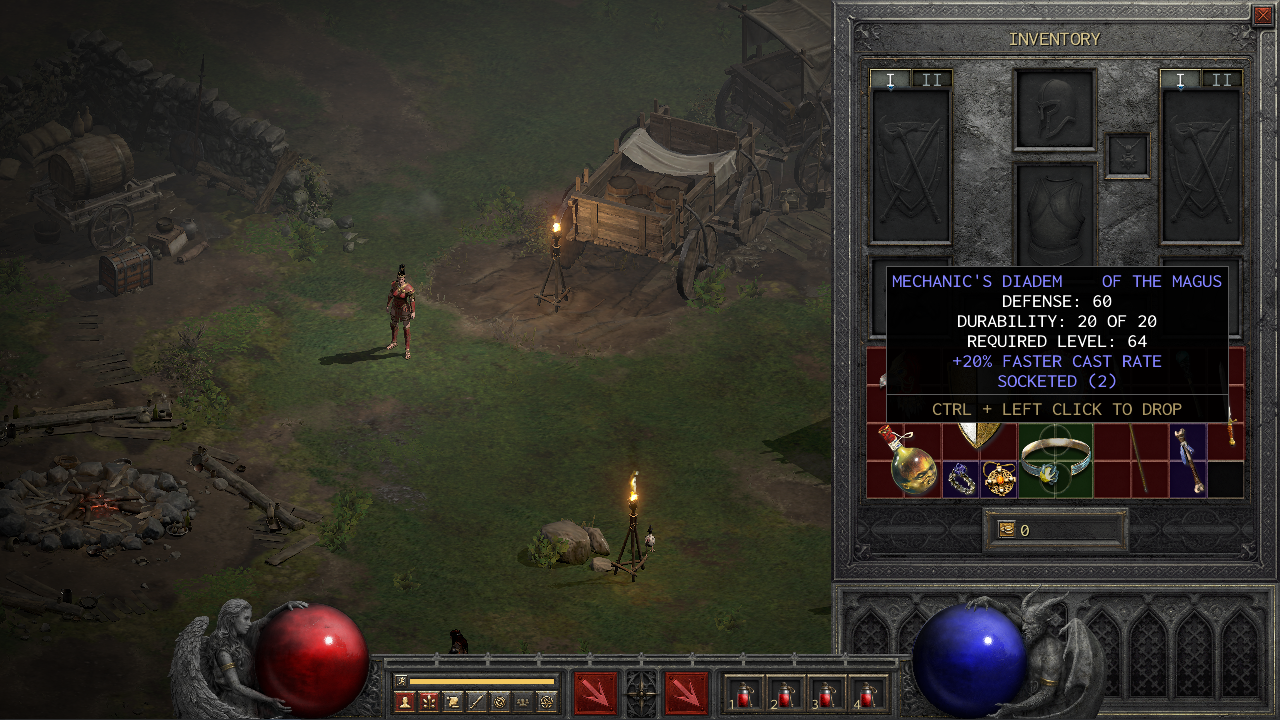 INVENTORY
I II
I II
MECHANIC'S DIADEM OF THE MAGUS
DEFENSE: 60
DURABILITY: 20 OF 20
REQUIRED LEVEL: 64
+20% FASTER CAST RATE
SOCKETED (2)
CTRL + LEFT CLICK TO DROP
0
1 2 3 4